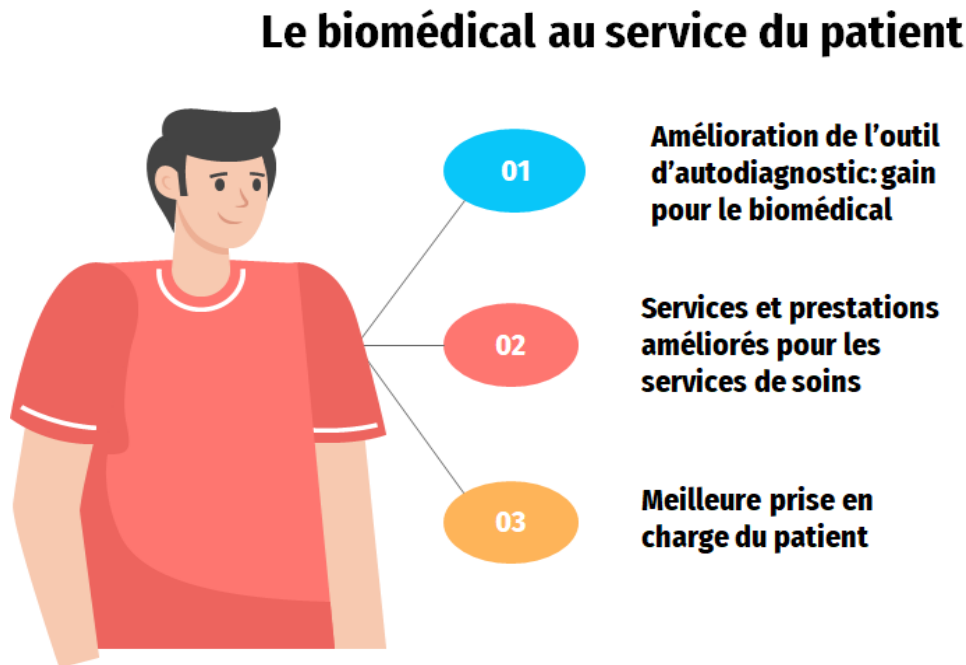 Le biomédical au service du patient
01
Amélioration de l’outil
d’autodiagnostic: gain
pour le biomédical
02
Services et prestations
améliorés pour les
services de soins
03
Meilleure prise en
charge du patient